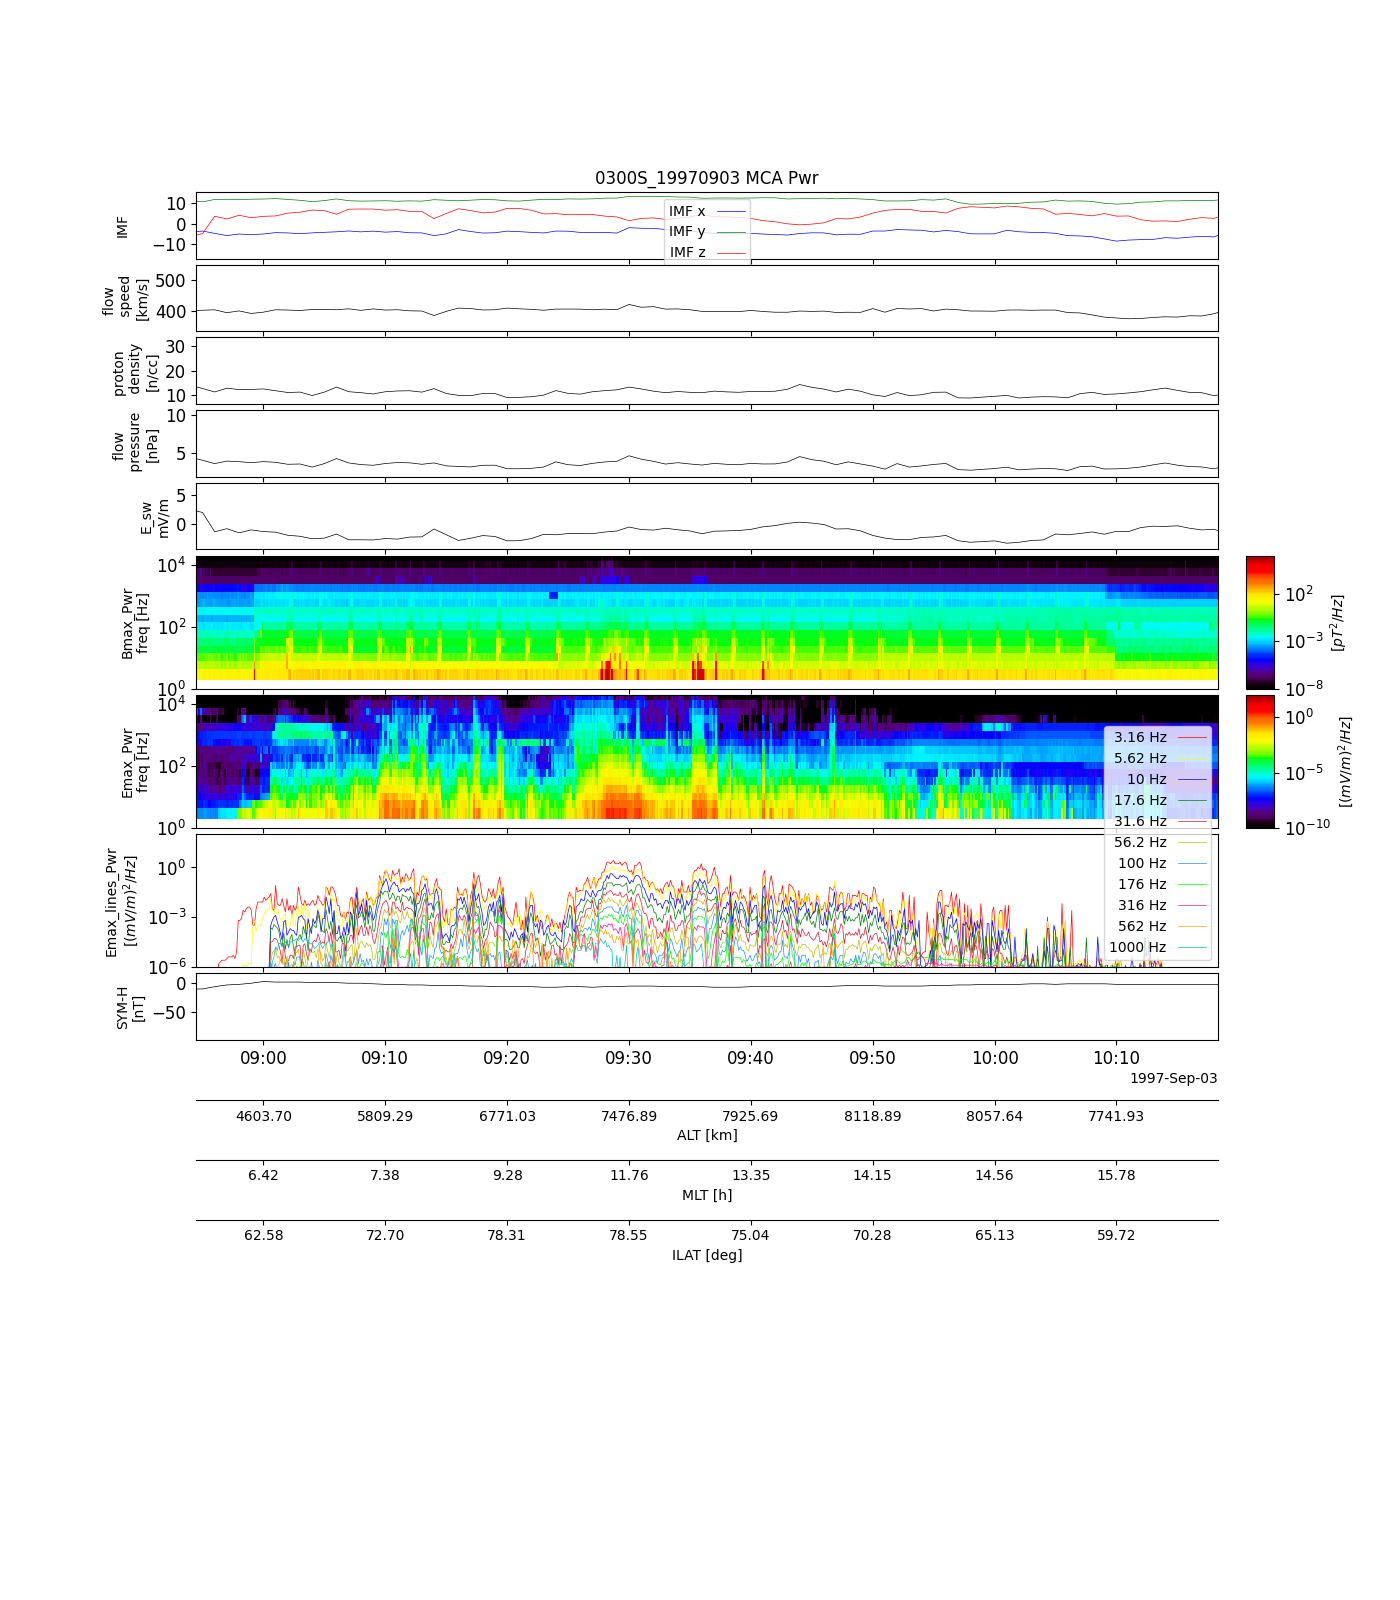 0300S_19970903 MCA Pwr
IMF
10
0
−10
IMF x
IMF y
IMF z
flow
speed
[km/s]
500
400
proton
density
[n/cc]
30
20
10
flow
pressure
[nPa]
10
5
E_sw
mV/m
5
0
Bmax_Pwr
freq [Hz]
10^4
10^2
10^0
10^2
10^−3
10^−8
[pT^2/Hz]
Emax_Pwr
freq [Hz]
10^4
10^2
10^0
10^0
10^−5
10^−10
[(mV/m)^2/Hz]
3.16 Hz
5.62 Hz
10 Hz
17.6 Hz
31.6 Hz
56.2 Hz
100 Hz
176 Hz
316 Hz
562 Hz
1000 Hz
Emax_lines_Pwr
[(mV/m)^2/Hz]
10^0
10^−3
10^−6
SYM-H
[nT]
0
−50
09:00 09:10 09:20 09:30 09:40 09:50 10:00 10:10
1997-Sep-03
4603.70 5809.29 6771.03 7476.89 7925.69 8118.89 8057.64 7741.93
ALT [km]
6.42 7.38 9.28 11.76 13.35 14.15 14.56 15.78
MLT [h]
62.58 72.70 78.31 78.55 75.04 70.28 65.13 59.72
ILAT [deg]